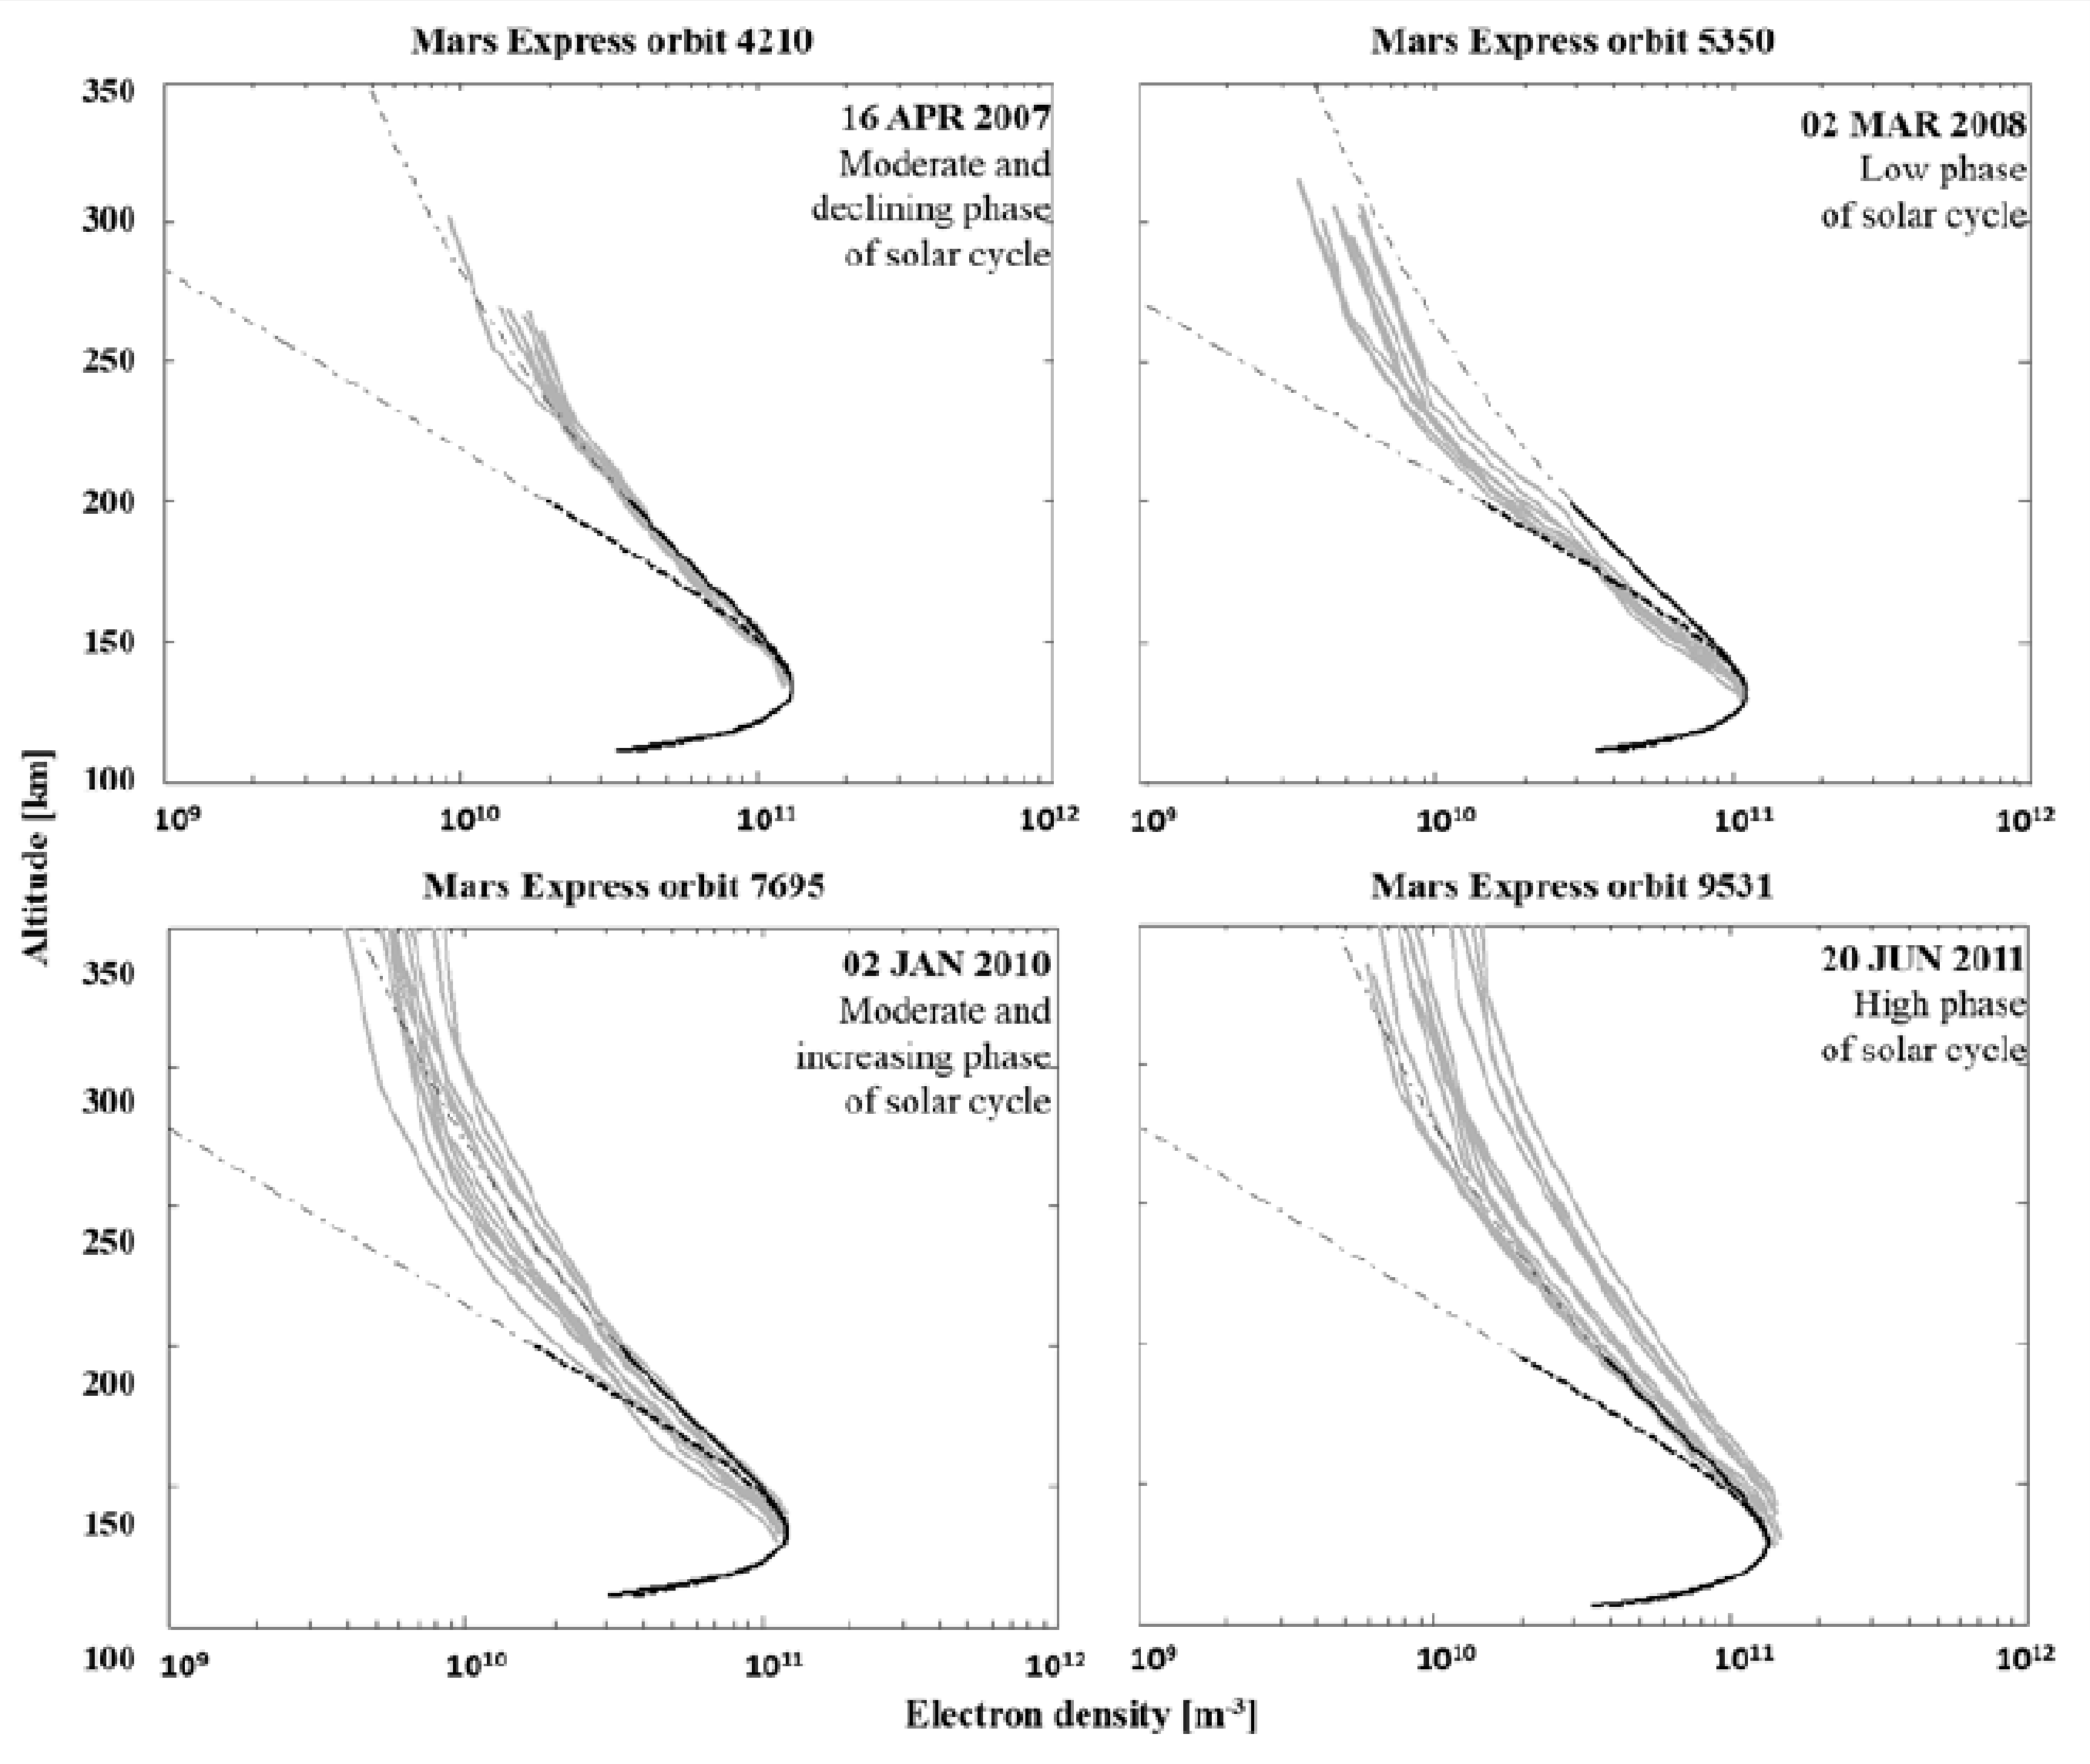 Mars Express orbit 4210
Mars Express orbit 5350
350
300
250
200
150
100
16 APR 2007
Moderate and
declining phase
of solar cycle
02 MAR 2008
Low phase
of solar cycle
10⁹ 10¹⁰ 10¹¹ 10¹²
10⁹ 10¹⁰ 10¹¹ 10¹²
Altitude [km]
Mars Express orbit 7695
Mars Express orbit 9531
350
300
250
200
150
100
02 JAN 2010
Moderate and
increasing phase
of solar cycle
20 JUN 2011
High phase
of solar cycle
10⁹ 10¹⁰ 10¹¹ 10¹²
10⁹ 10¹⁰ 10¹¹ 10¹²
Electron density [m⁻³]